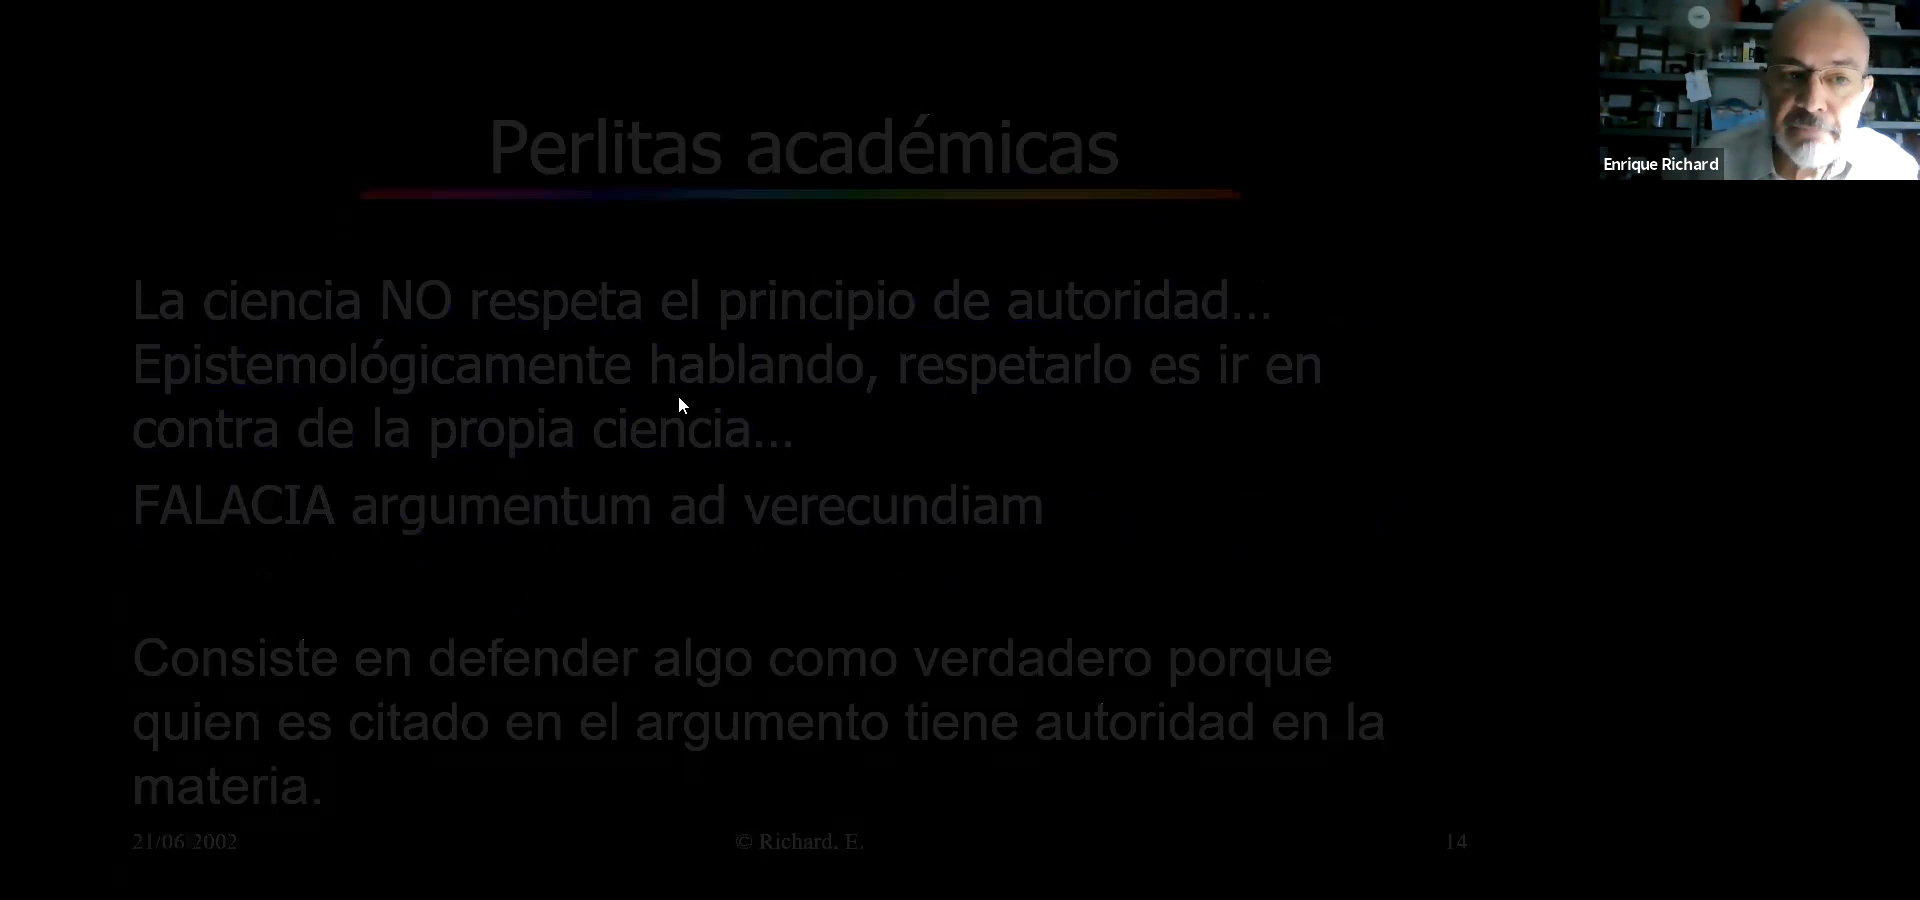 Perlitas académicas
La ciencia NO respeta el principio de autoridad...
Epistemológicamente hablando, respetarlo es ir en
contra de la propia ciencia...
FALACIA argumentum ad verecundiam
Consiste en defender algo como verdadero porque
quien es citado en el argumento tiene autoridad en la
materia.
21/06/2002
© Richard. E.
14
Enrique Richard